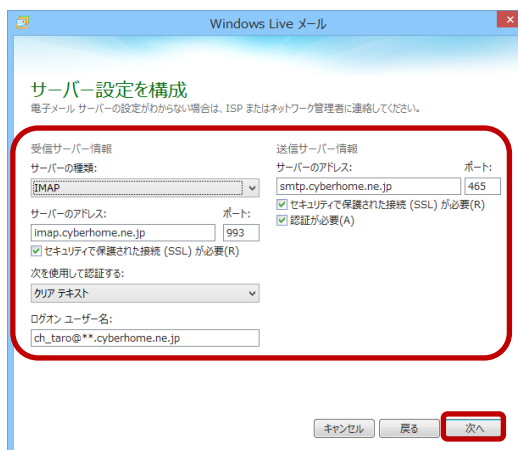 Windows Live メール
サーバー設定を構成
電子メール サーバーの設定がわからない場合は、ISP またはネットワーク管理者に連絡してください。
受信サーバー情報
サーバーの種類:
IMAP
サーバーのアドレス: ポート:
imap.cyberhome.ne.jp 993
セキュリティで保護された接続 (SSL) が必要(R)
次を使用して認証する:
クリア テキスト
ログオン ユーザー名:
ch_taro@**.cyberhome.ne.jp
送信サーバー情報
サーバーのアドレス: ポート:
smtp.cyberhome.ne.jp 465
セキュリティで保護された接続 (SSL) が必要(R)
認証が必要(A)
キャンセル 戻る 次へ